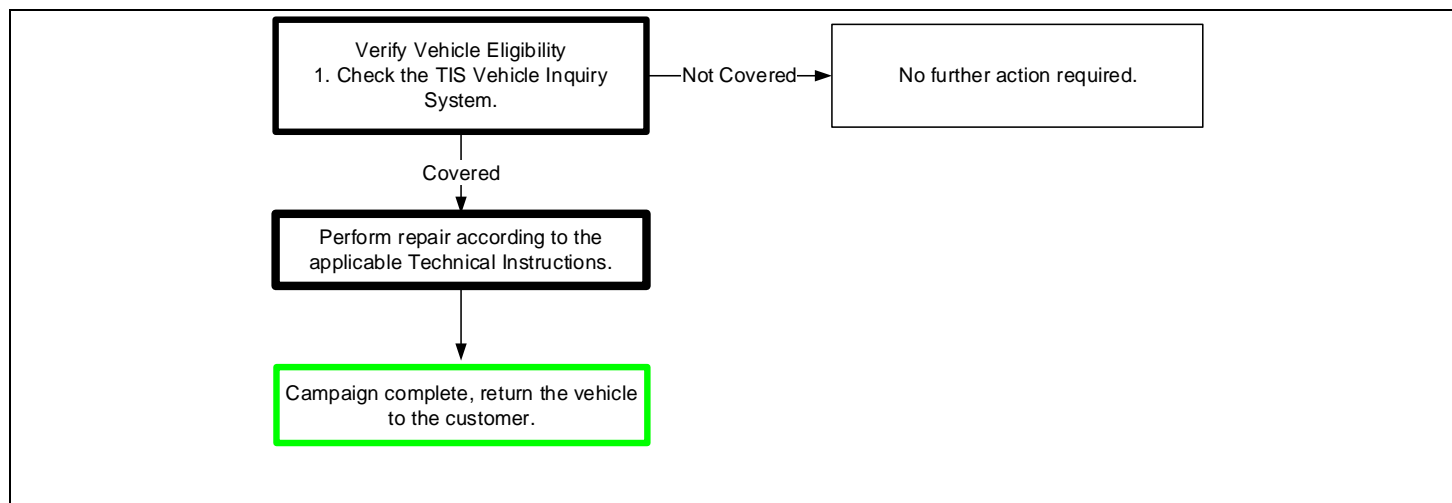 Verify Vehicle Eligibility
1. Check the TIS Vehicle Inquiry
System.
Not Covered
No further action required.
Covered
Perform repair according to the
applicable Technical Instructions.
Campaign complete, return the vehicle
to the customer.